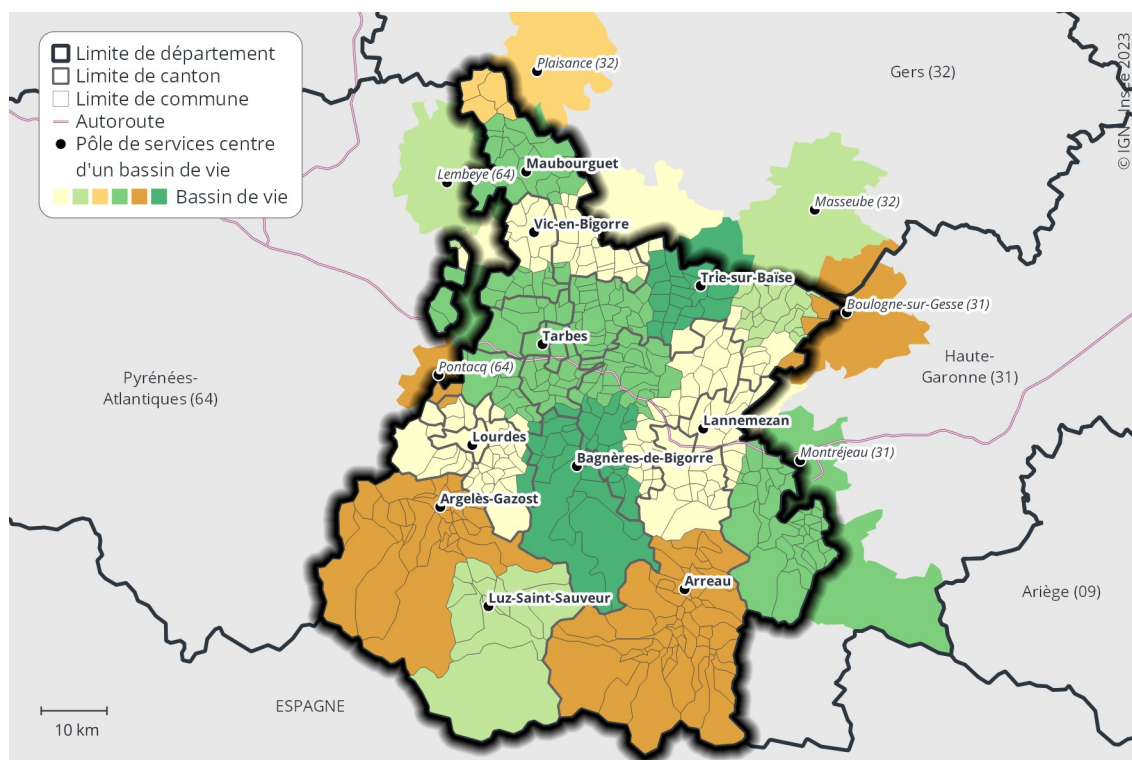 Limite de département
Limite de canton
Limite de commune
Autoroute
Pôle de services centre
d'un bassin de vie
Bassin de vie
Plaisance (32)
Gers (32)
© IGN - Insee 2023
Maubourguet
Lembeye (64)
Masseube (32)
Vic-en-Bigorre
Trie-sur-Baïse
Boulogne-sur-Gesse (31)
Tarbes
Haute-
Garonne (31)
Pontacq (64)
Pyrénées-
Atlantiques (64)
Lannemezan
Lourdes
Montréjeau (31)
Bagnères-de-Bigorre
Argelès-Gazost
Arreau
Ariège (09)
Luz-Saint-Sauveur
ESPAGNE
10 km